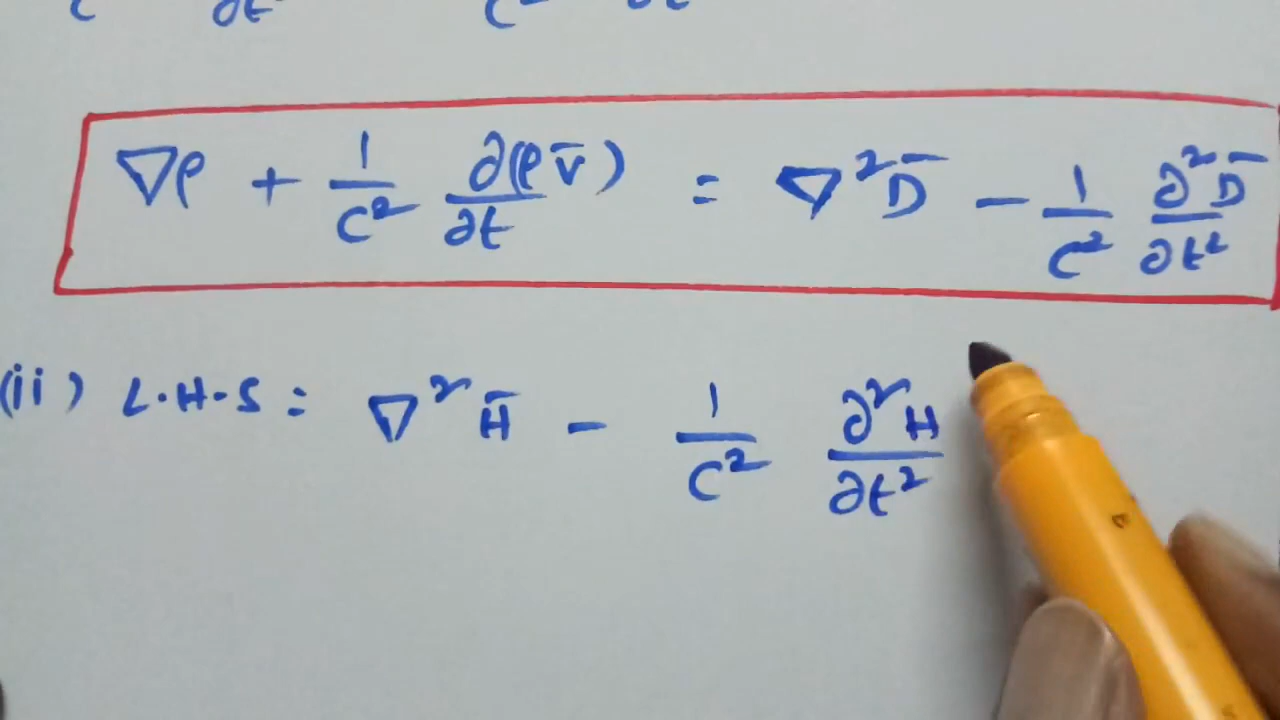 ∇ρ + 1/C² ∂(ρv̄)/∂t = ∇²D̄ − 1/C² ∂²D̄/∂t²
(ii) L.H.S = ∇²H̄ − 1/C² ∂²H/∂t²